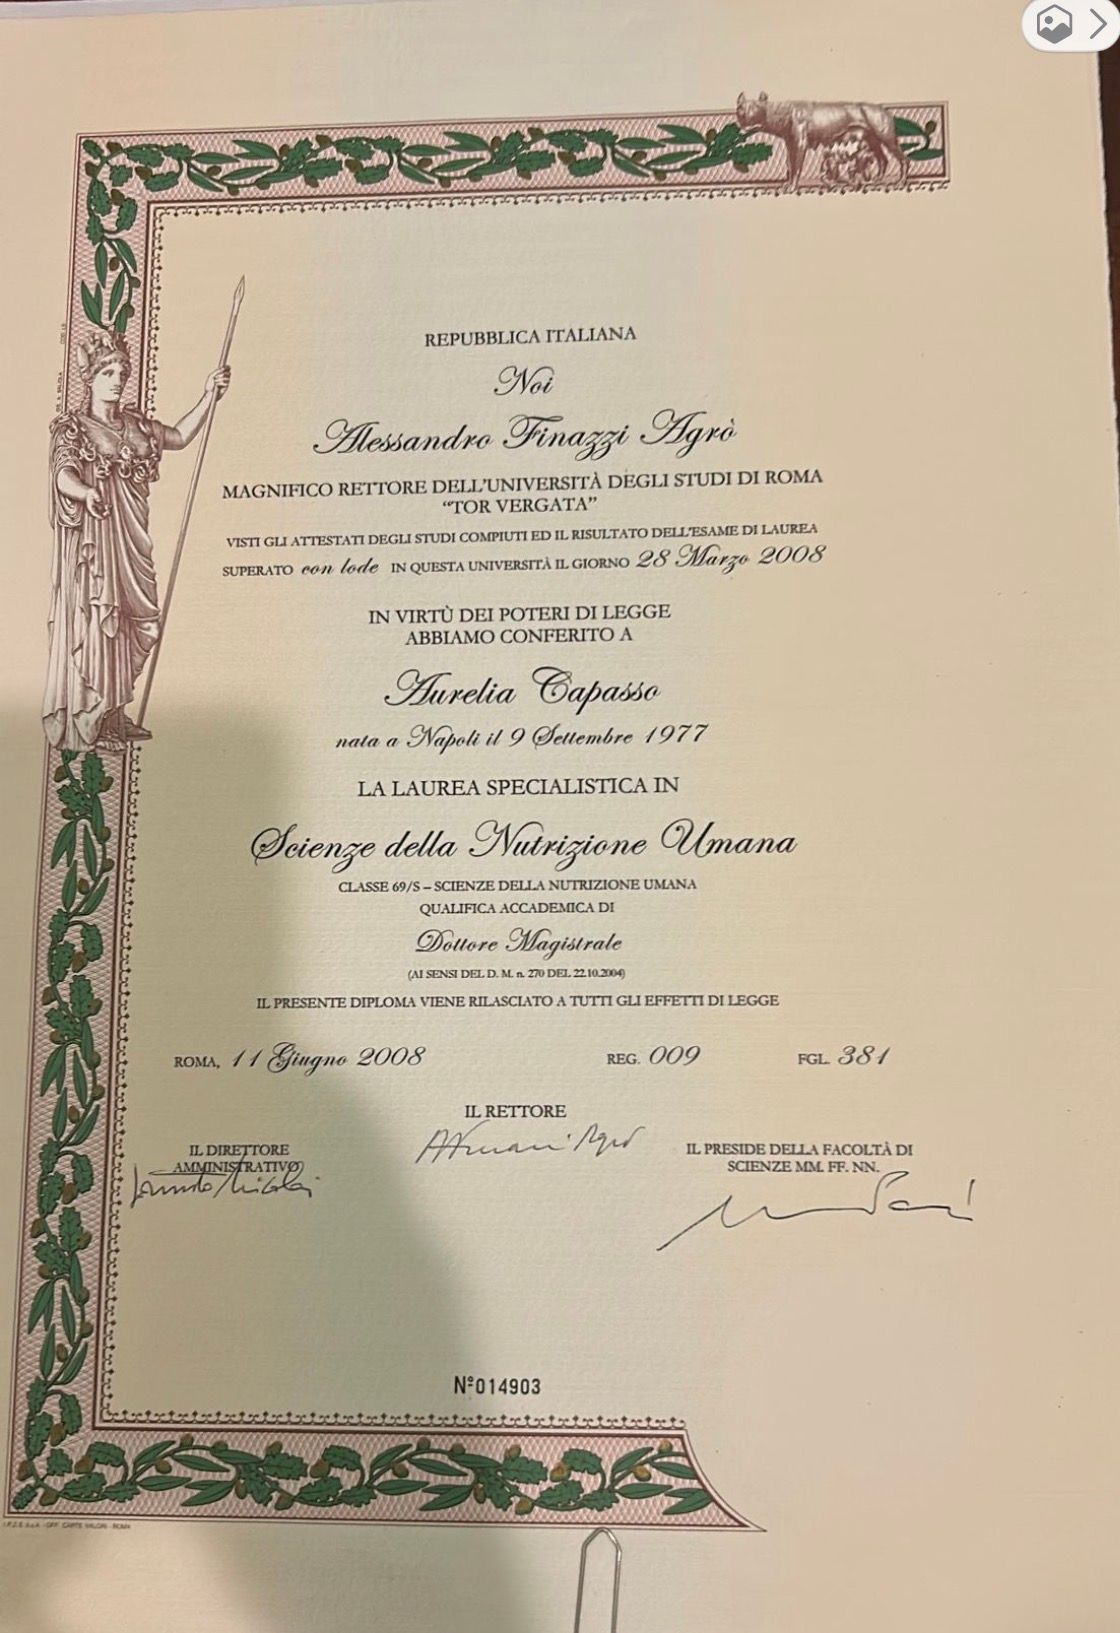 REPUBBLICA ITALIANA
Noi
Alessandro Finazzi Agrò
MAGNIFICO RETTORE DELL'UNIVERSITÀ DEGLI STUDI DI ROMA
“TOR VERGATA”
VISTI GLI ATTESTATI DEGLI STUDI COMPIUTI ED IL RISULTATO DELL'ESAME DI LAUREA
SUPERATO con lode IN QUESTA UNIVERSITÀ IL GIORNO 28 Marzo 2008
IN VIRTÙ DEI POTERI DI LEGGE
ABBIAMO CONFERITO A
Aurelia Capasso
nata a Napoli il 9 Settembre 1977
LA LAUREA SPECIALISTICA IN
Scienze della Nutrizione Umana
CLASSE 69/S – SCIENZE DELLA NUTRIZIONE UMANA
QUALIFICA ACCADEMICA DI
Dottore Magistrale
(AI SENSI DEL D. M. n. 270 DEL 22.10.2004)
IL PRESENTE DIPLOMA VIENE RILASCIATO A TUTTI GLI EFFETTI DI LEGGE
ROMA, 11 Giugno 2008 REG. 009 FGL. 381
IL RETTORE
IL DIRETTORE
AMMINISTRATIVO
IL PRESIDE DELLA FACOLTÀ DI
SCIENZE MM. FF. NN.
Nº014903